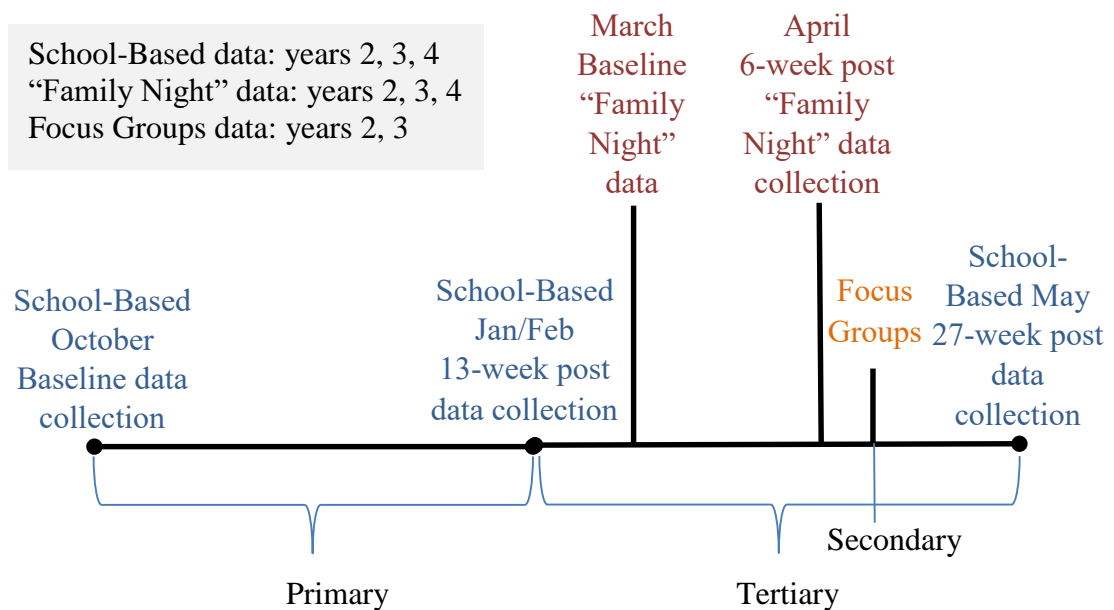 School-Based data: years 2, 3, 4
“Family Night” data: years 2, 3, 4
Focus Groups data: years 2, 3
March
Baseline
“Family
Night”
data
April
6-week post
“Family
Night” data
collection
School-Based
October
Baseline data
collection
School-Based
Jan/Feb
13-week post
data collection
Focus
Groups
School-
Based May
27-week post
data
collection
Secondary
Primary
Tertiary